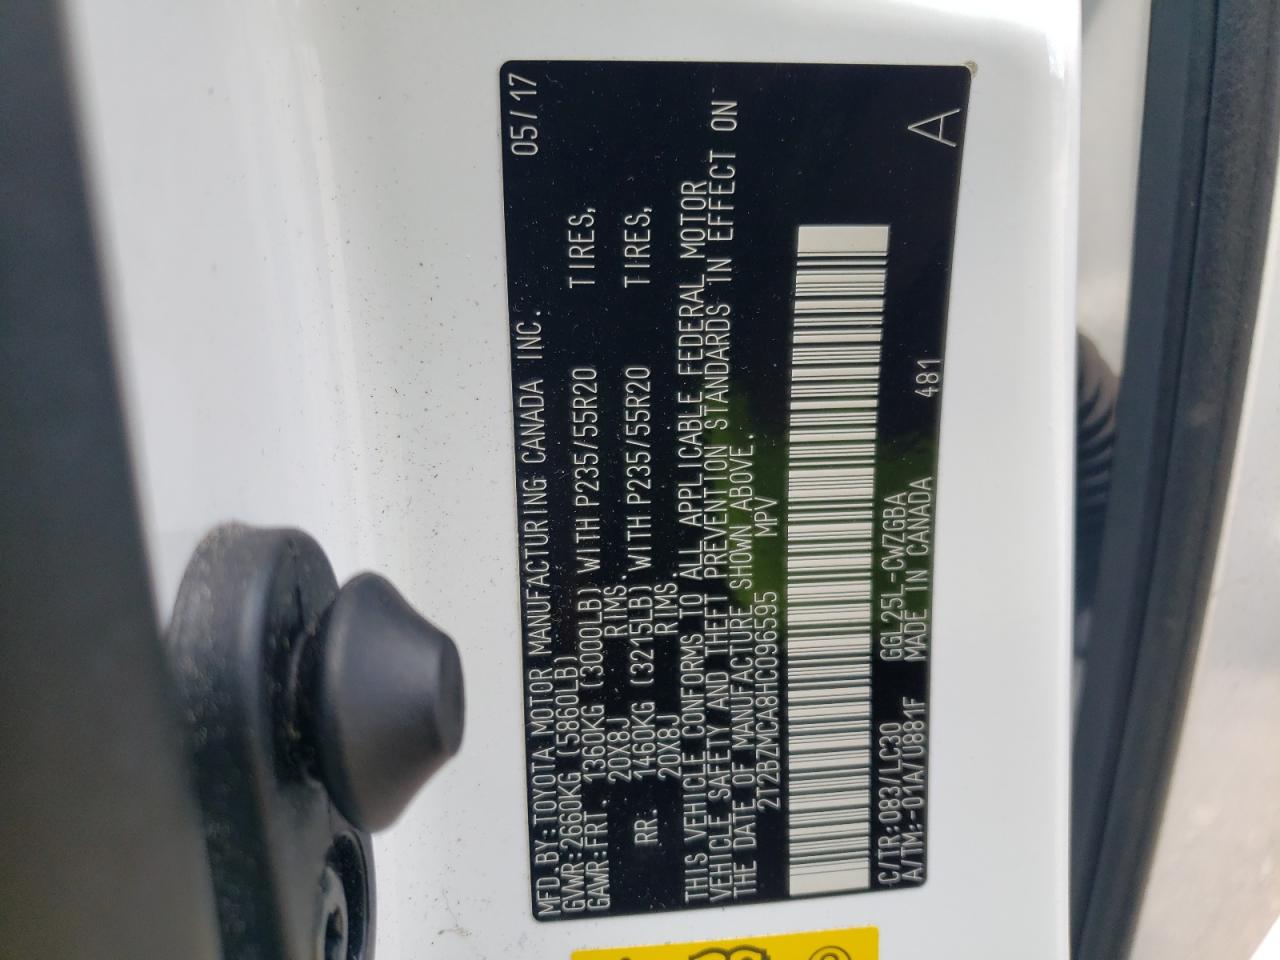 MFD.BY:TOYOTA MOTOR MANUFACTURING CANADA INC. 05/17
GVWR:2660KG (5860LB)
GAWR:FRT. 1360KG (3000LB) WITH P235/55R20 TIRES,
20X8J RIMS.
RR. 1460KG (3215LB) WITH P235/55R20 TIRES,
20X8J RIMS
THIS VEHICLE CONFORMS TO ALL APPLICABLE FEDERAL MOTOR
VEHICLE SAFETY AND THEFT PREVENTION STANDARDS IN EFFECT ON
THE DATE OF MANUFACTURE SHOWN ABOVE.
2T2BZMCA8HC096595 MPV
C/TR:083/LC30 GGL25L-CWZGBA
A/TM:-01A/U881F MADE IN CANADA 481
A